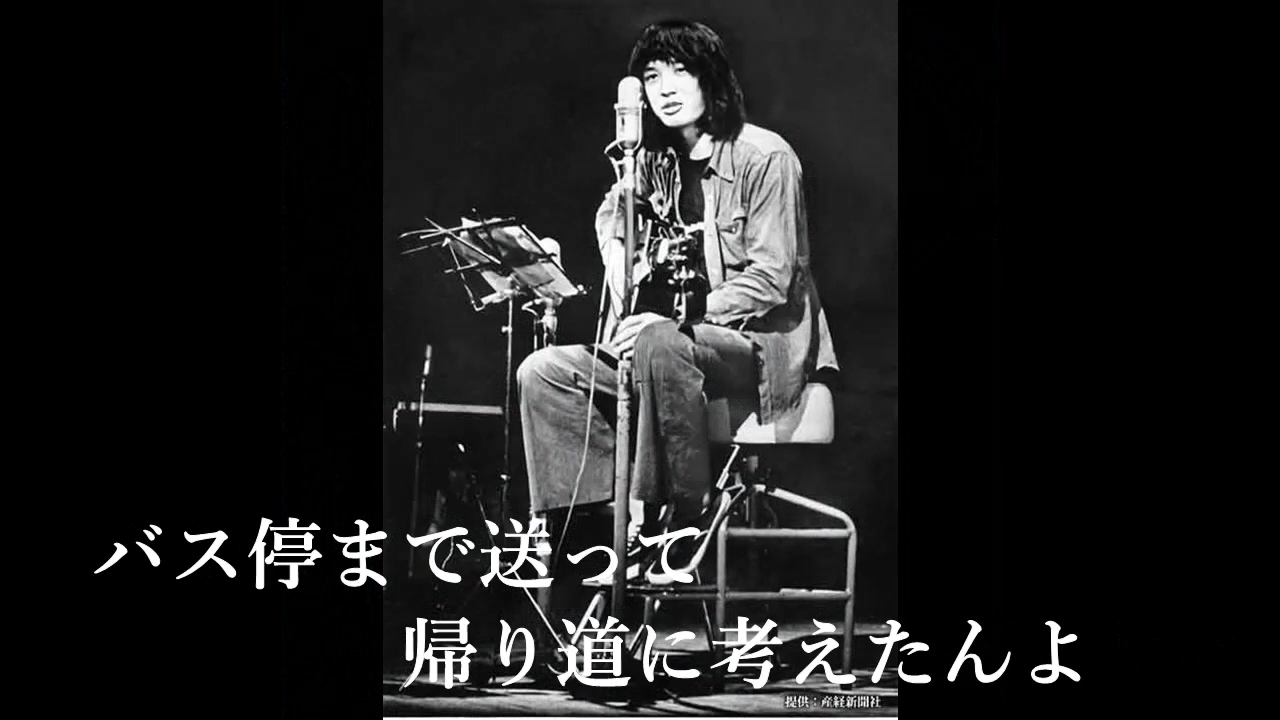 バス停まで送って
帰り道に考えたんよ
提供：産経新聞社